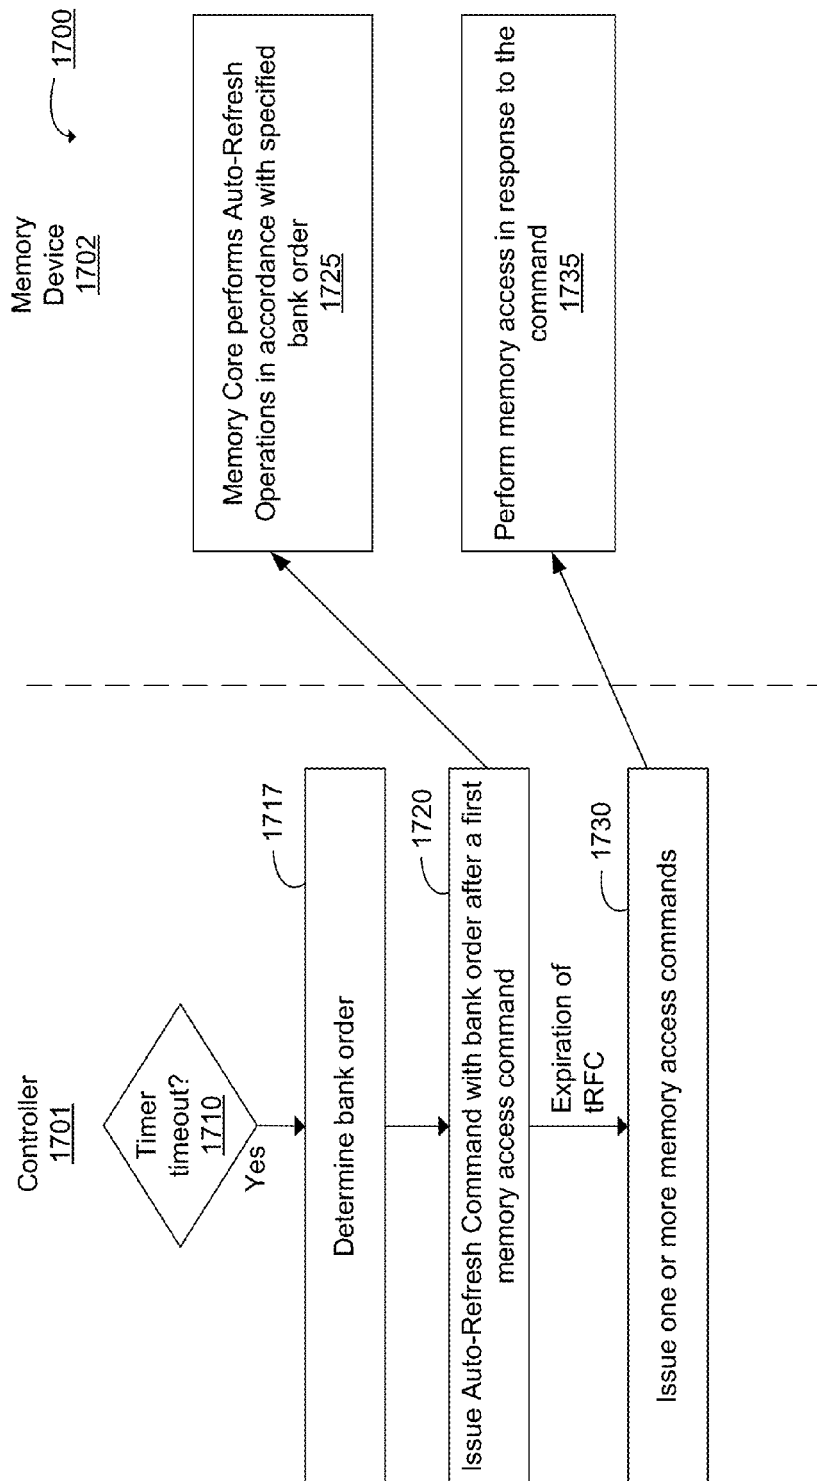 Controller
1701
Memory
Device
1702
1700
Timer
timeout?
1710
Yes
1717
Determine bank order
1720
Issue Auto-Refresh Command with bank order after a first
memory access command
Memory Core performs Auto-Refresh
Operations in accordance with specified
bank order
1725
Expiration of
tRFC
1730
Issue one or more memory access commands
Perform memory access in response to the
command
1735